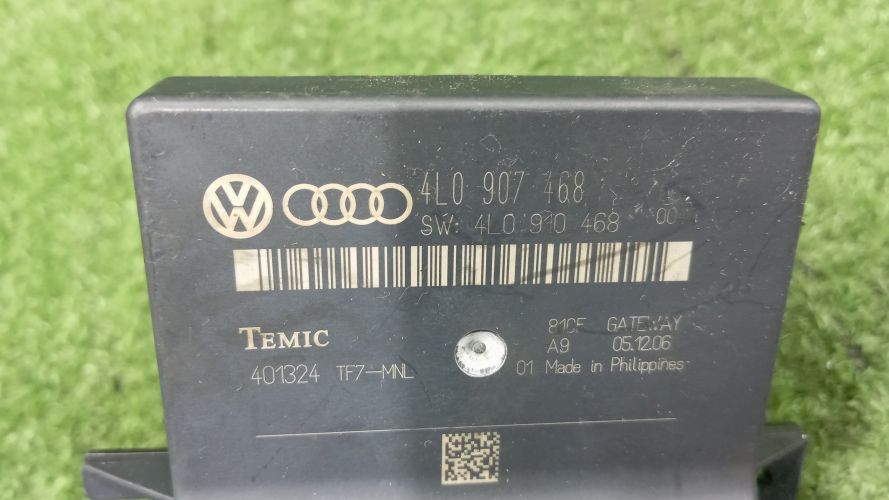 4L0 907 468
SW: 4L0 910 468 00
TEMIC
GATEWAY
A9 05.12.06
401324 TF7-MNL
01 Made in Philippines